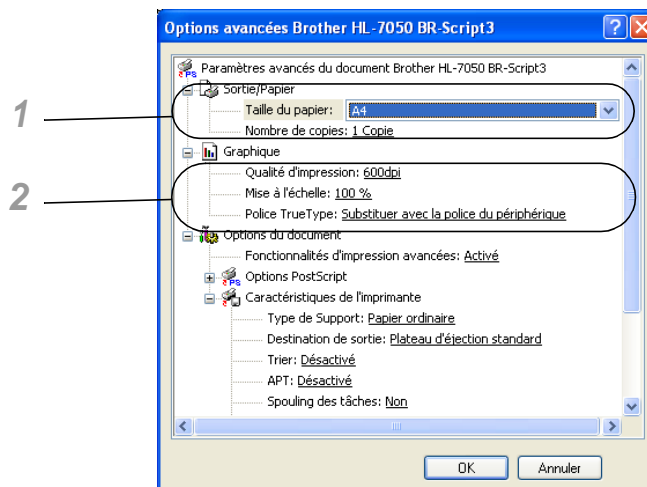 Options avancées Brother HL-7050 BR-Script3
Paramètres avancés du document Brother HL-7050 BR-Script3
Sortie/Papier
Taille du papier: A4
Nombre de copies: 1 Copie
Graphique
Qualité d'impression: 600dpi
Mise à l'échelle: 100 %
Police TrueType: Substituer avec la police du périphérique
Options du document
Fonctionnalités d'impression avancées: Activé
Options PostScript
Caractéristiques de l'imprimante
Type de Support: Papier ordinaire
Destination de sortie: Plateau d'éjection standard
Trier: Désactivé
APT: Désactivé
Spouling des tâches: Non
OK
Annuler
1
2